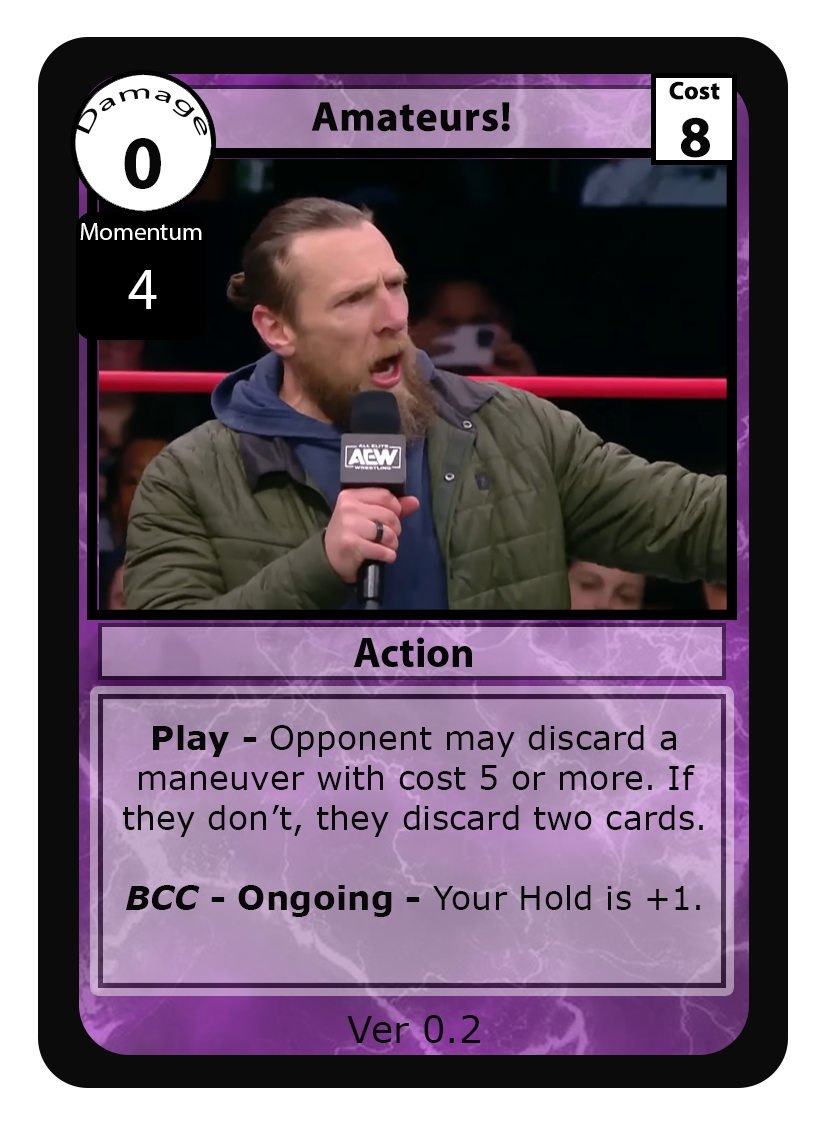 Damage
0
Amateurs!
Cost
8
Momentum
4
ALL ELITE
AEW
WRESTLING
Action
Play - Opponent may discard a
maneuver with cost 5 or more. If
they don’t, they discard two cards.
BCC - Ongoing - Your Hold is +1.
Ver 0.2